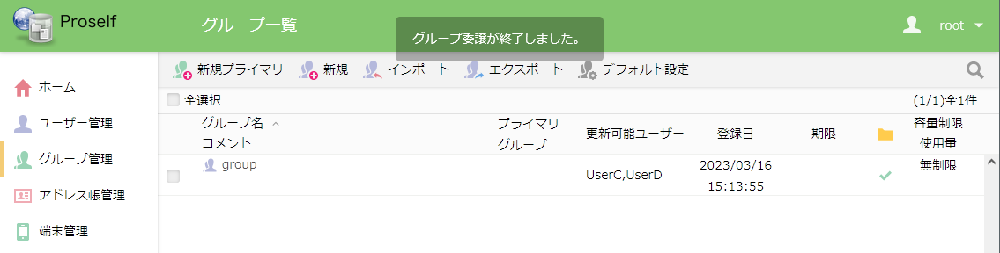 Proself
グループ一覧
グループ委譲が終了しました。
root
新規プライマリ
新規
インポート
エクスポート
デフォルト設定
ホーム
ユーザー管理
グループ管理
アドレス帳管理
端末管理
全選択
(1/1)全1件
グループ名
コメント
プライマリ
グループ
更新可能ユーザー
登録日
期限
容量制限
使用量
group
UserC,UserD
2023/03/16
15:13:55
無制限